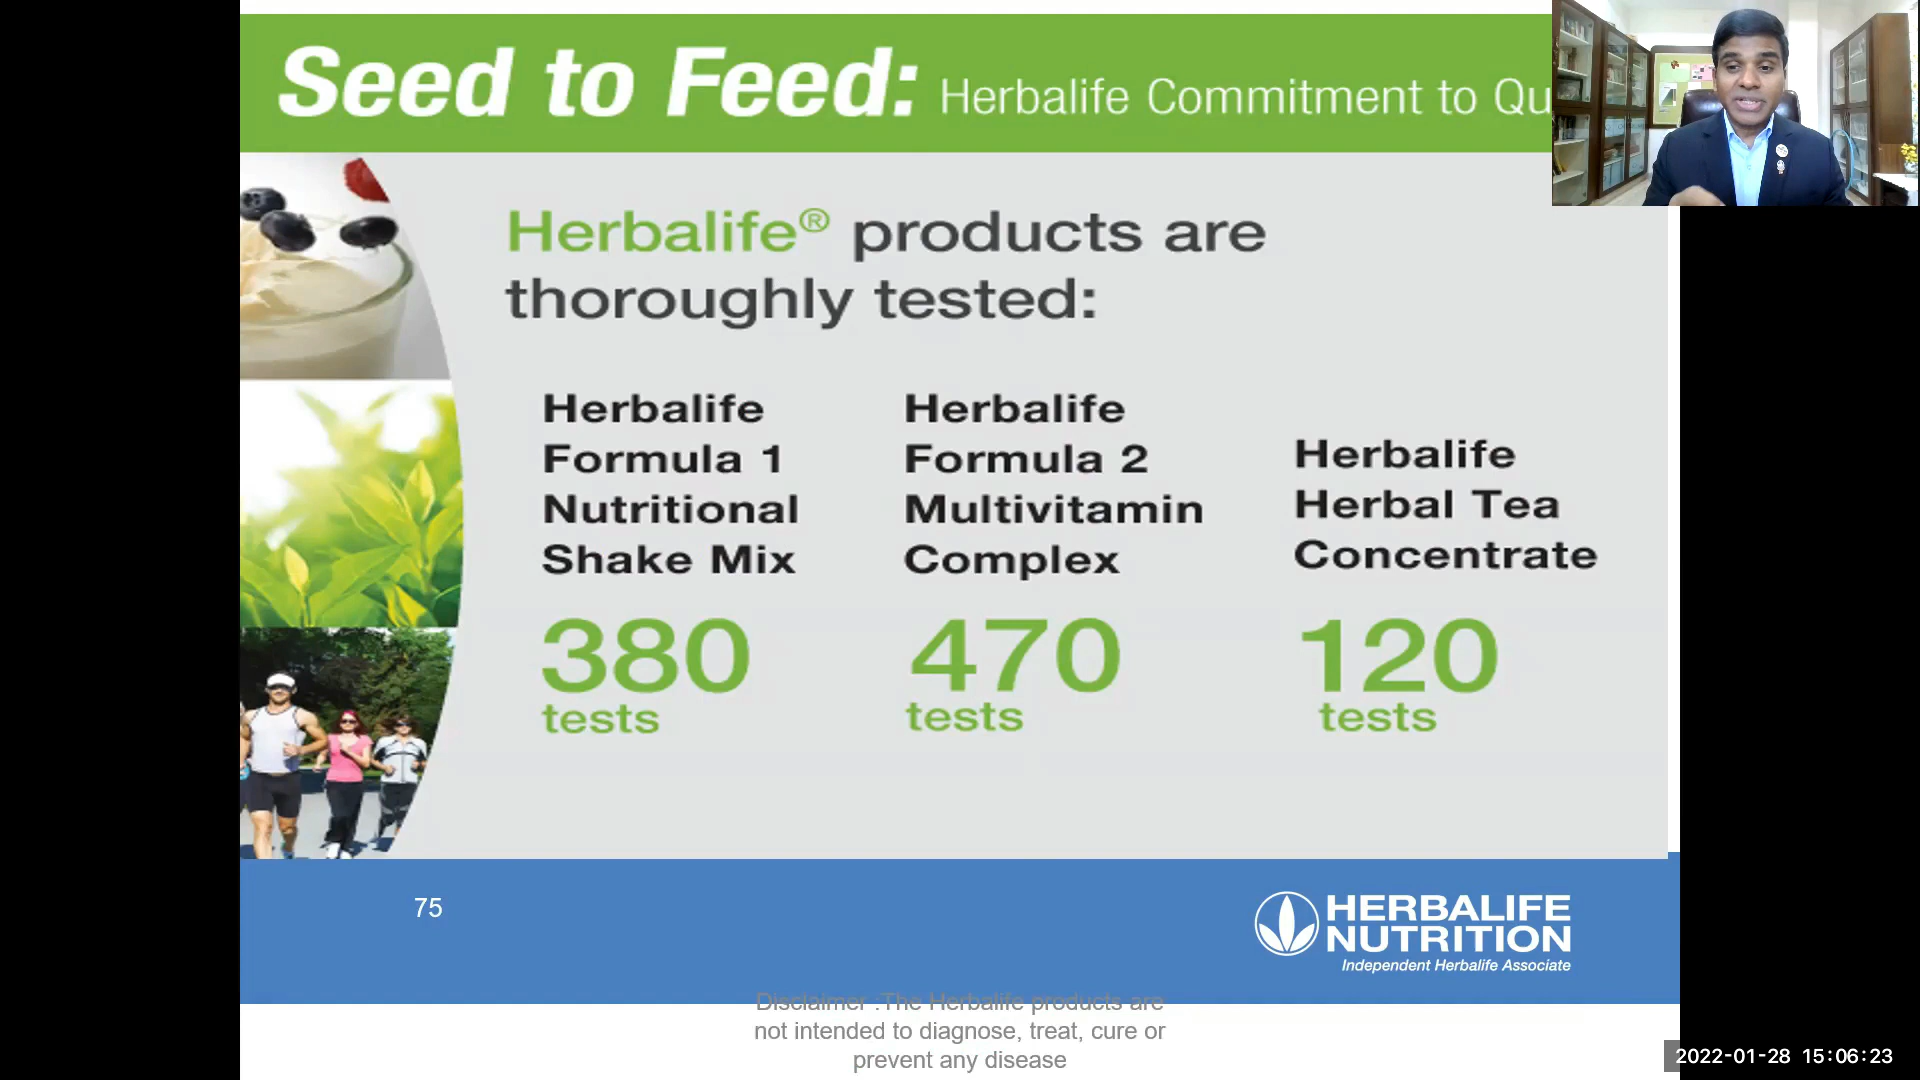 Seed to Feed: Herbalife Commitment to Qu
Herbalife® products are
thoroughly tested:
Herbalife
Formula 1
Nutritional
Shake Mix
380
tests
Herbalife
Formula 2
Multivitamin
Complex
470
tests
Herbalife
Herbal Tea
Concentrate
120
tests
75
HERBALIFE
NUTRITION
Independent Herbalife Associate
Disclaimer :The Herbalife products are
not intended to diagnose, treat, cure or
prevent any disease
2022-01-28 15:06:23